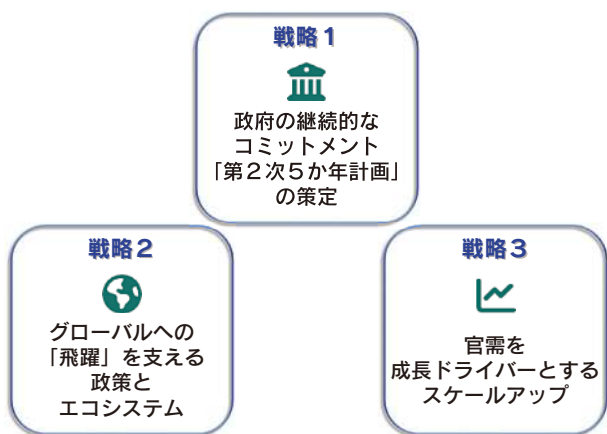 戦略1
政府の継続的な
コミットメント
「第2次5か年計画」
の策定
戦略2
グローバルへの
「飛躍」を支える
政策と
エコシステム
戦略3
官需を
成長ドライバーとする
スケールアップ